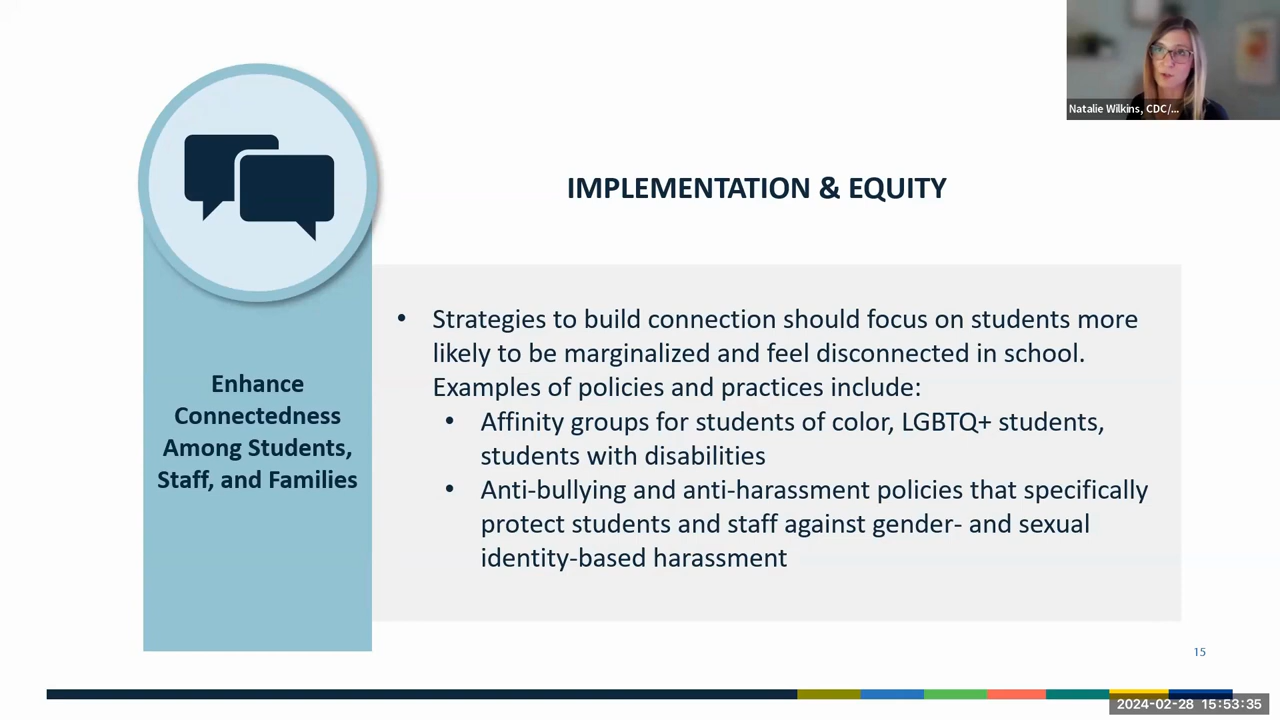 Natalie Wilkins, CDC/...
IMPLEMENTATION & EQUITY
Enhance
Connectedness
Among Students,
Staff, and Families
• Strategies to build connection should focus on students more
likely to be marginalized and feel disconnected in school.
Examples of policies and practices include:
• Affinity groups for students of color, LGBTQ+ students,
students with disabilities
• Anti-bullying and anti-harassment policies that specifically
protect students and staff against gender- and sexual
identity-based harassment
15
2024-02-28 15:53:35